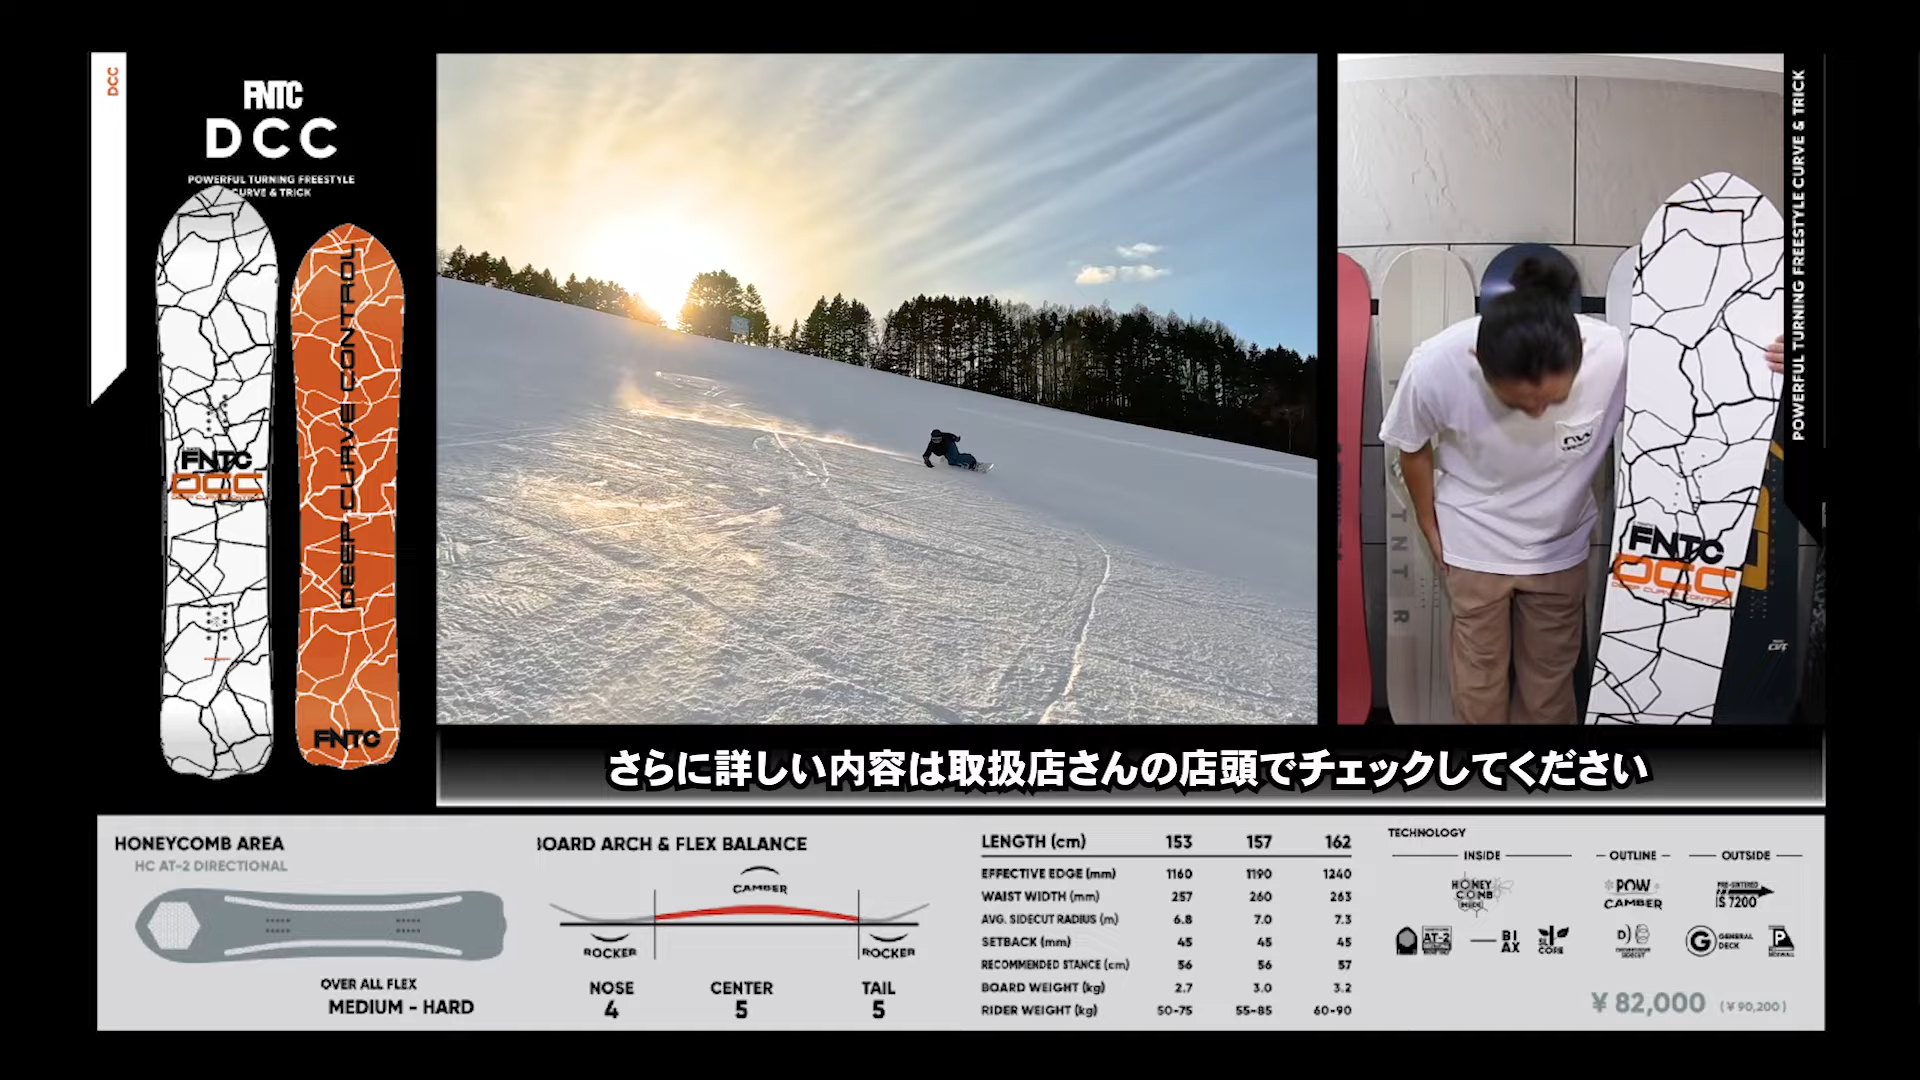 DCC
FNTC
DCC
POWERFUL TURNING FREESTYLE
CURVE & TRICK
FNTC
DCC
DEEP CURVE CONTROL
FNTC
POWERFUL TURNING FREESTYLE CURVE & TRICK
FNTC
DCC
DEEP CURVE CONTROL
さらに詳しい内容は取扱店さんの店頭でチェックしてください
HONEYCOMB AREA
HC AT-2 DIRECTIONAL
OVER ALL FLEX
MEDIUM - HARD
BOARD ARCH & FLEX BALANCE
CAMBER
ROCKER ROCKER
NOSE CENTER TAIL
4 5 5
LENGTH (cm) 153 157 162
EFFECTIVE EDGE (mm) 1160 1190 1240
WAIST WIDTH (mm) 257 260 263
AVG. SIDECUT RADIUS (m) 6.8 7.0 7.3
SETBACK (mm) 45 45 45
RECOMMENDED STANCE (cm) 56 56 57
BOARD WEIGHT (kg) 2.7 3.0 3.2
RIDER WEIGHT (kg) 50-75 55-85 60-90
TECHNOLOGY
INSIDE OUTLINE OUTSIDE
HONEY
COMB
POW
CAMBER
PRE-SINTERED
IS 7200
AT-2
BI
AX
SL
CORE
GENERAL
DECK
¥ 82,000 (¥ 90,200)